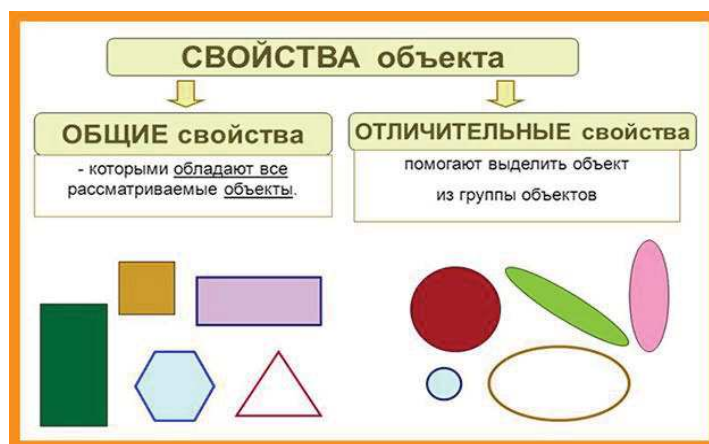 СВОЙСТВА объекта
ОБЩИЕ свойства
- которыми обладают все
рассматриваемые объекты.
ОТЛИЧИТЕЛЬНЫЕ свойства
помогают выделить объект
из группы объектов